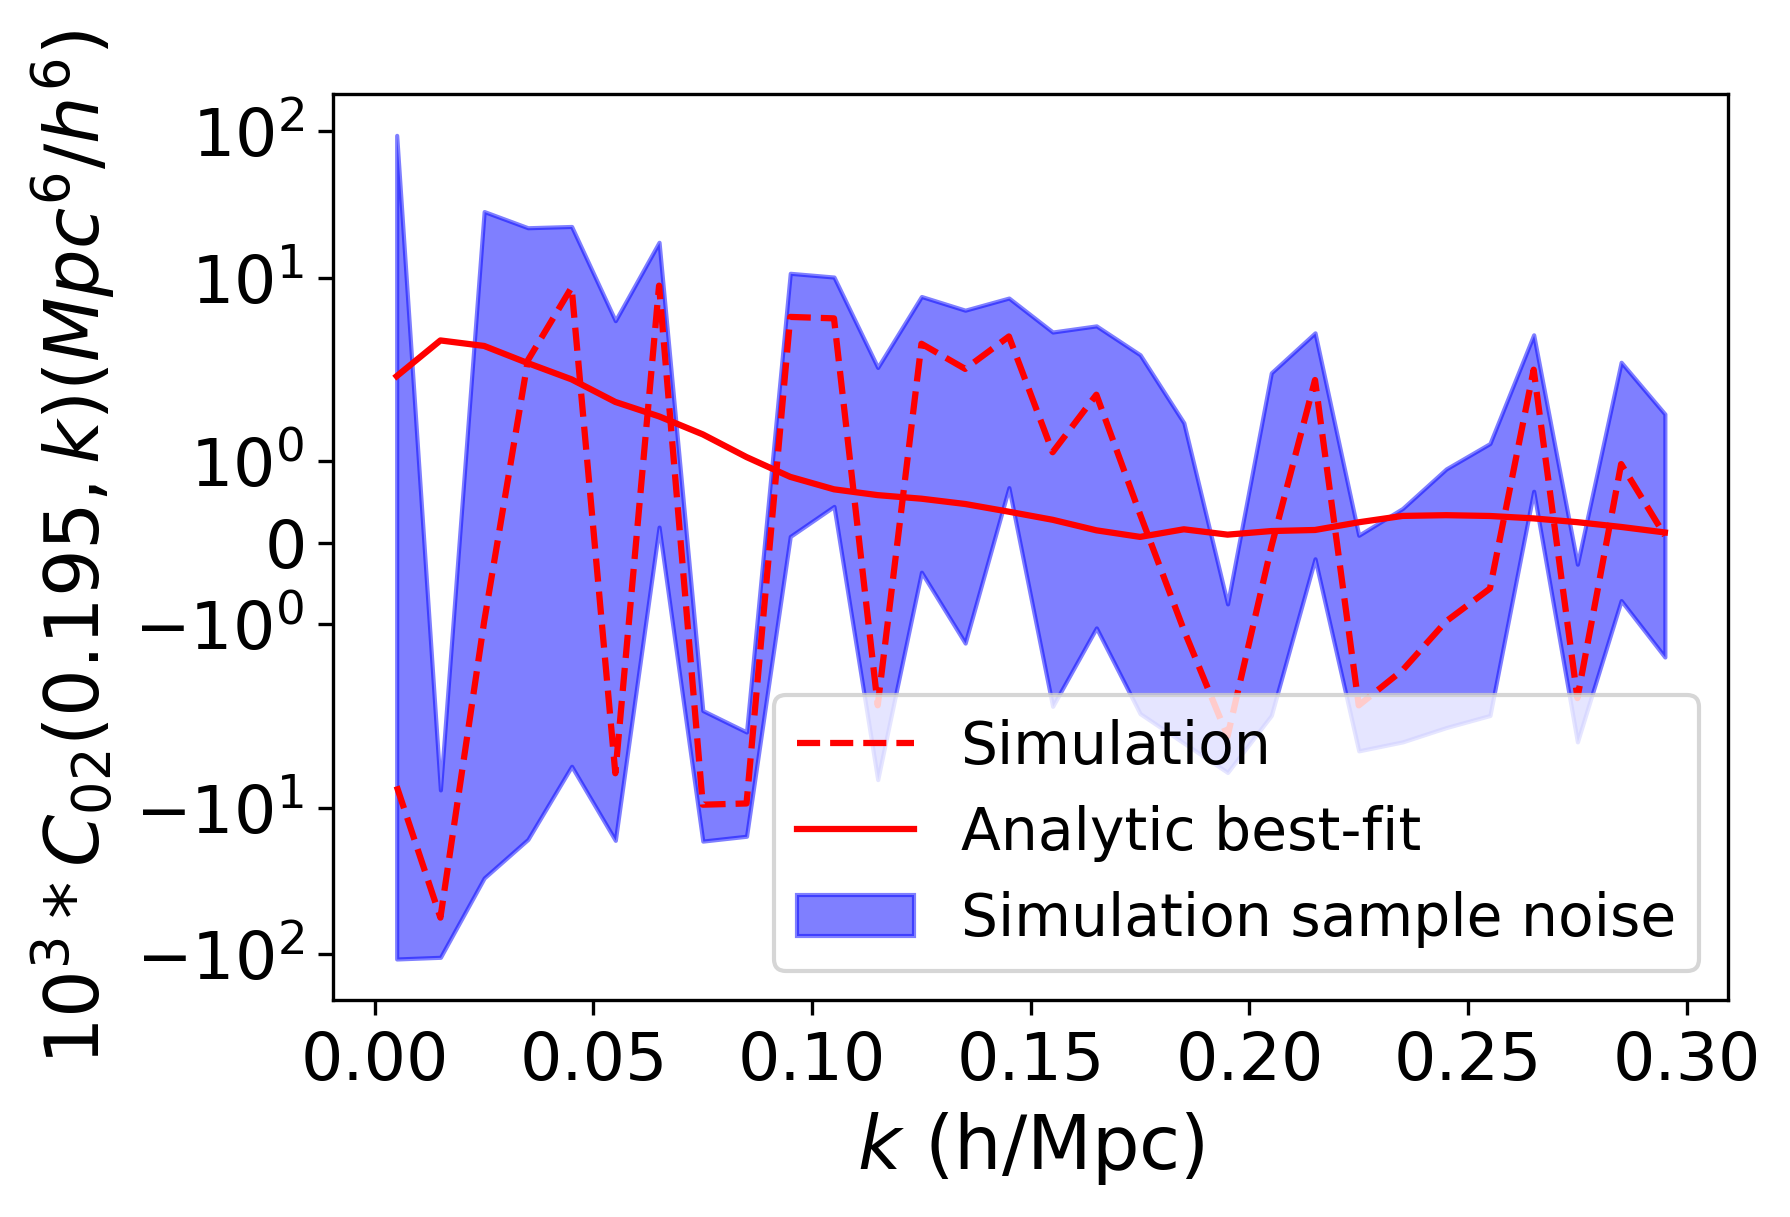 10^3 * C_{02}(0.195, k)(Mpc^6/h^6)
10^2
10^1
10^0
0
−10^0
−10^1
−10^2
Simulation
Analytic best-fit
Simulation sample noise
0.00 0.05 0.10 0.15 0.20 0.25 0.30
k (h/Mpc)